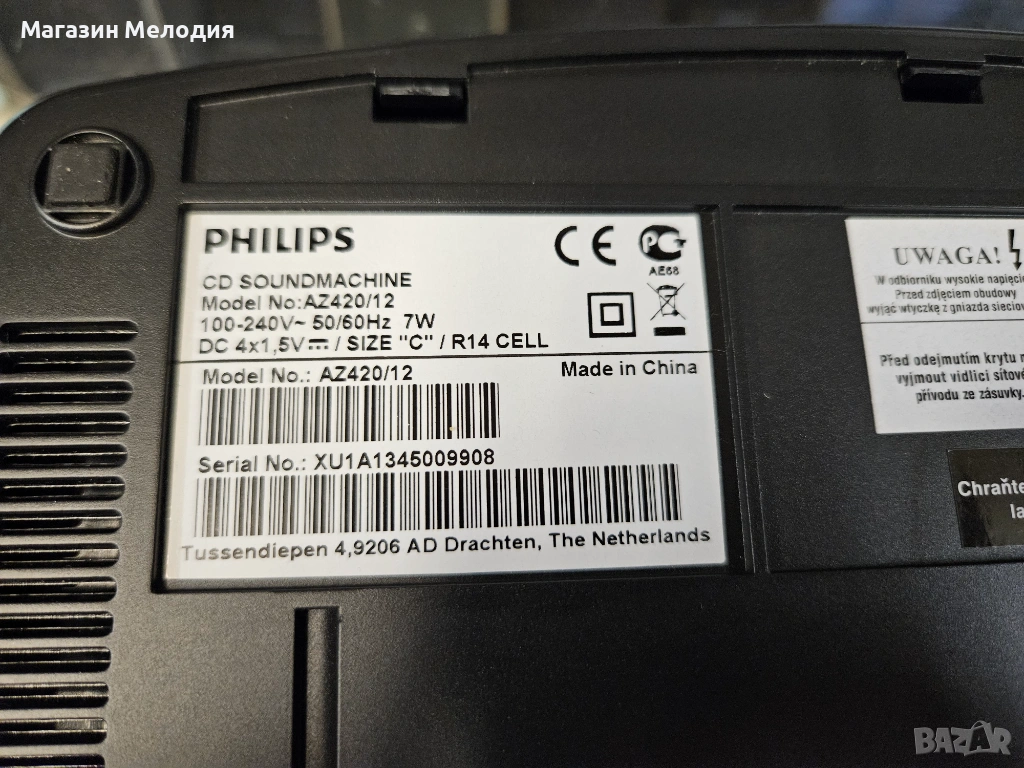 Магазин Мелодия
PHILIPS
CE
AE68
CD SOUNDMACHINE
Model No:AZ420/12
100-240V~ 50/60Hz 7W
DC 4x1,5V⎓ / SIZE "C" / R14 CELL
Model No.: AZ420/12
Made in China
Serial No.: XU1A1345009908
Tussendiepen 4,9206 AD Drachten, The Netherlands
UWAGA!
W odbiorniku wysokie napięcie
Przed zdjęciem obudowy
wyjąć wtyczkę z gniazda
Před odejmutím krytu
vyjmout vidlici síťové
přívodu ze zásuvky.
Chraňte
BAZAR